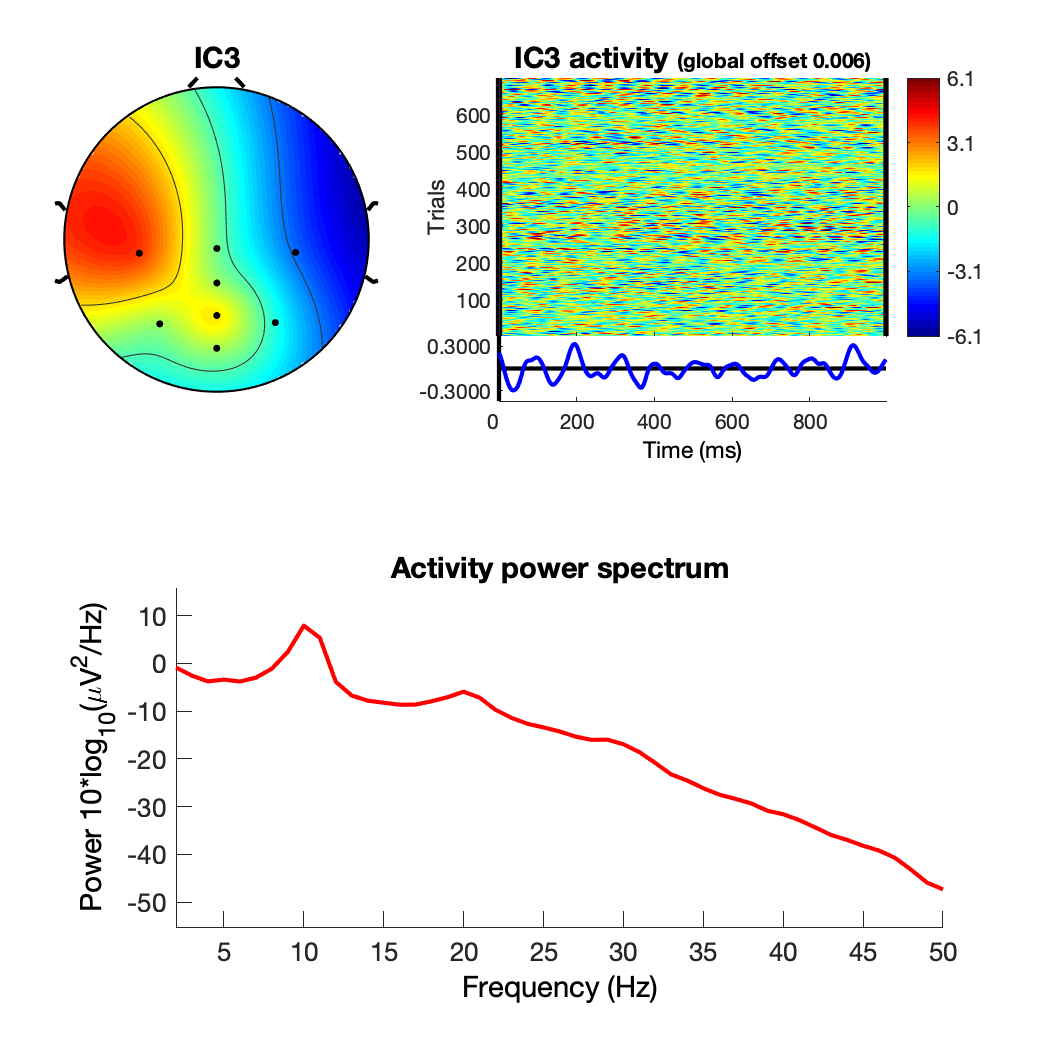 IC3
IC3 activity (global offset 0.006)
Trials
600
500
400
300
200
100
6.1
3.1
0
-3.1
-6.1
0.3000
-0.3000
0 200 400 600 800
Time (ms)
Activity power spectrum
Power 10*log10(μV2/Hz)
10
0
-10
-20
-30
-40
-50
5 10 15 20 25 30 35 40 45 50
Frequency (Hz)